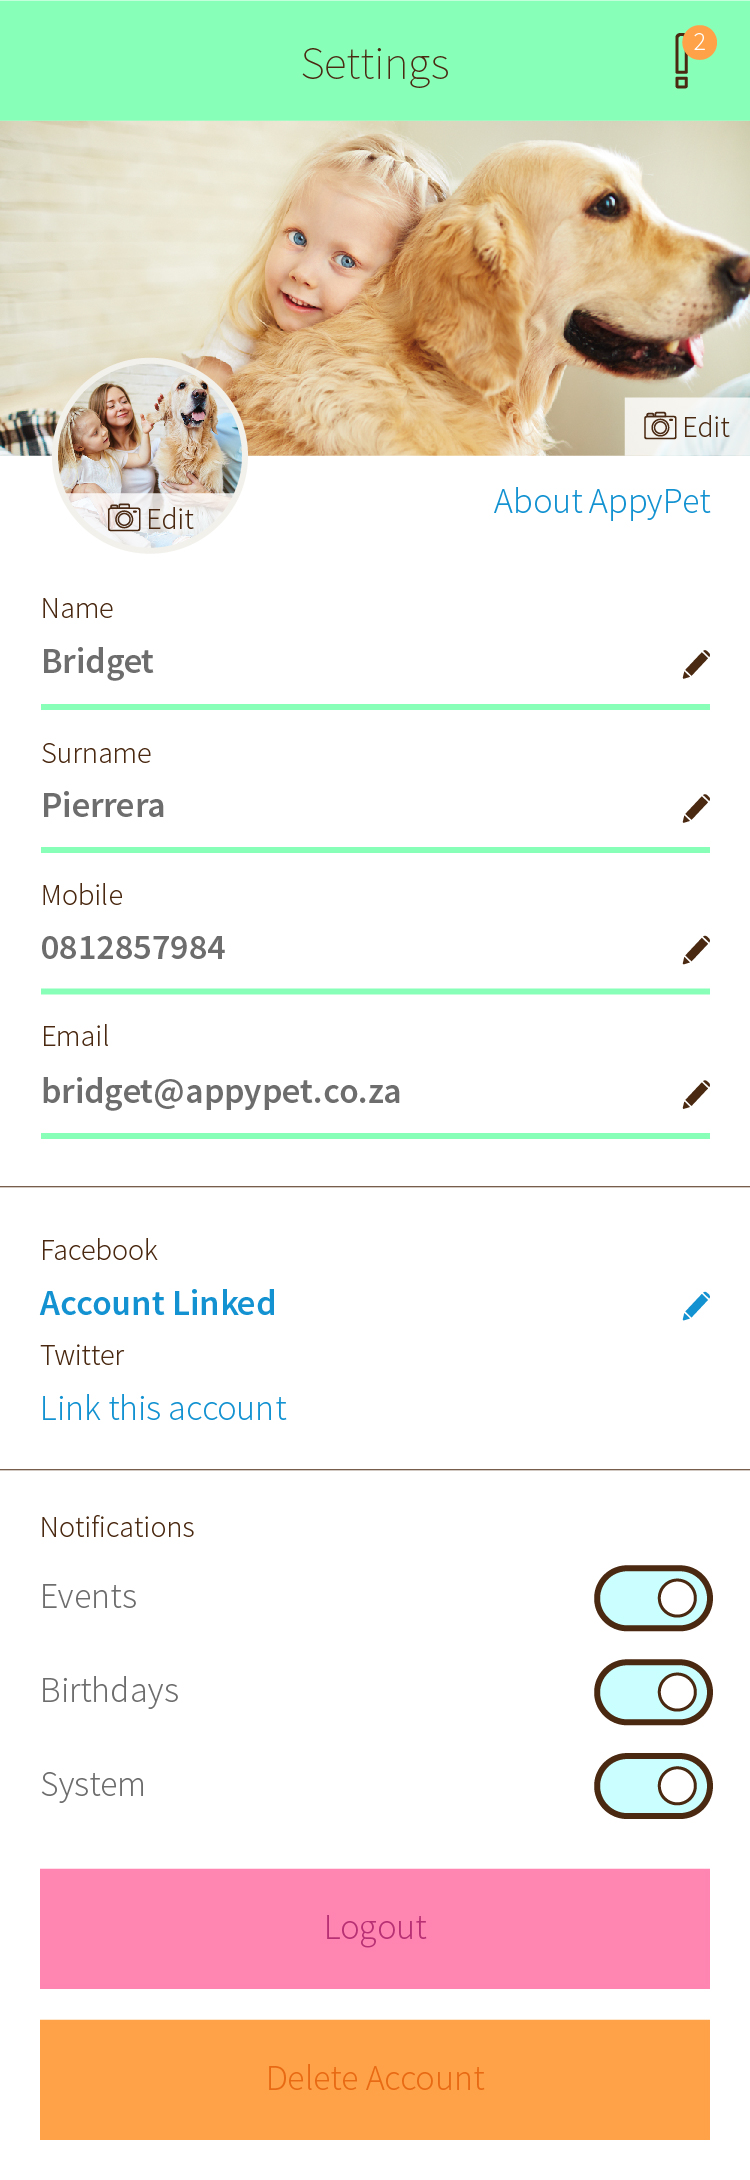 Settings
2
Edit
Edit
About AppyPet
Name
Bridget
Surname
Pierrera
Mobile
0812857984
Email
bridget@appypet.co.za
Facebook
Account Linked
Twitter
Link this account
Notifications
Events
Birthdays
System
Logout
Delete Account